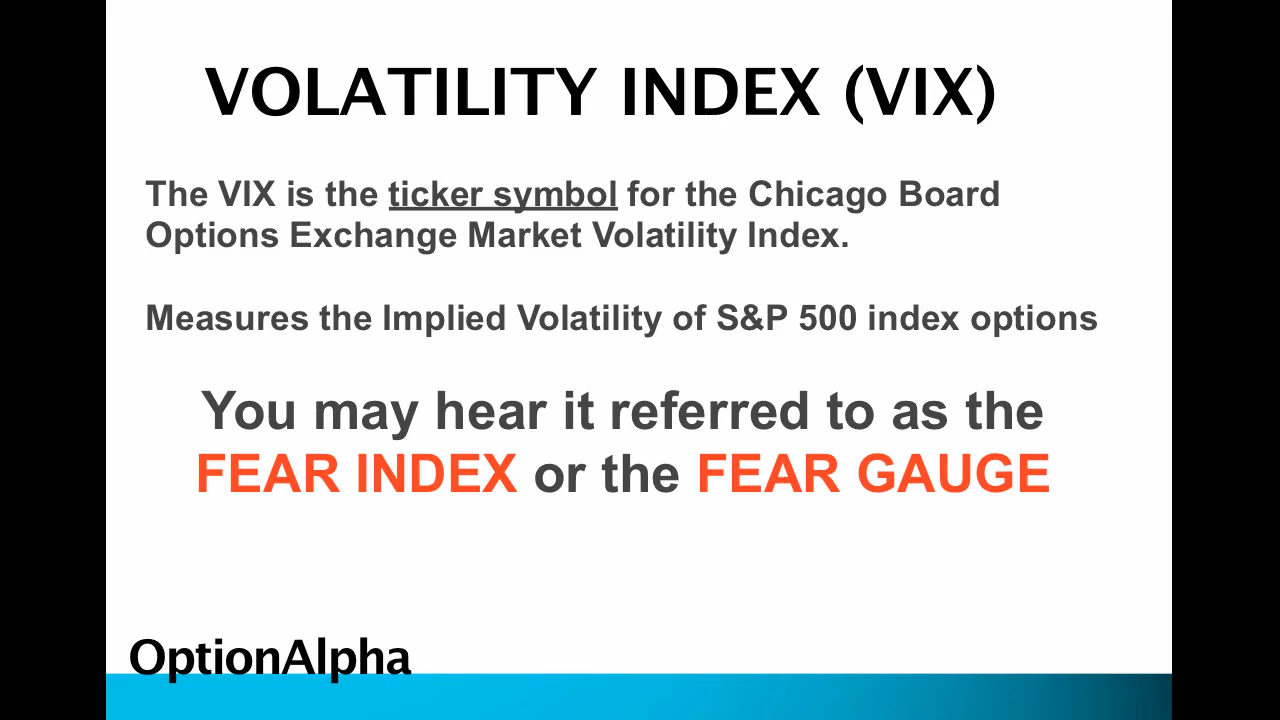 VOLATILITY INDEX (VIX)
The VIX is the ticker symbol for the Chicago Board
Options Exchange Market Volatility Index.
Measures the Implied Volatility of S&P 500 index options
You may hear it referred to as the
FEAR INDEX or the FEAR GAUGE
OptionAlpha